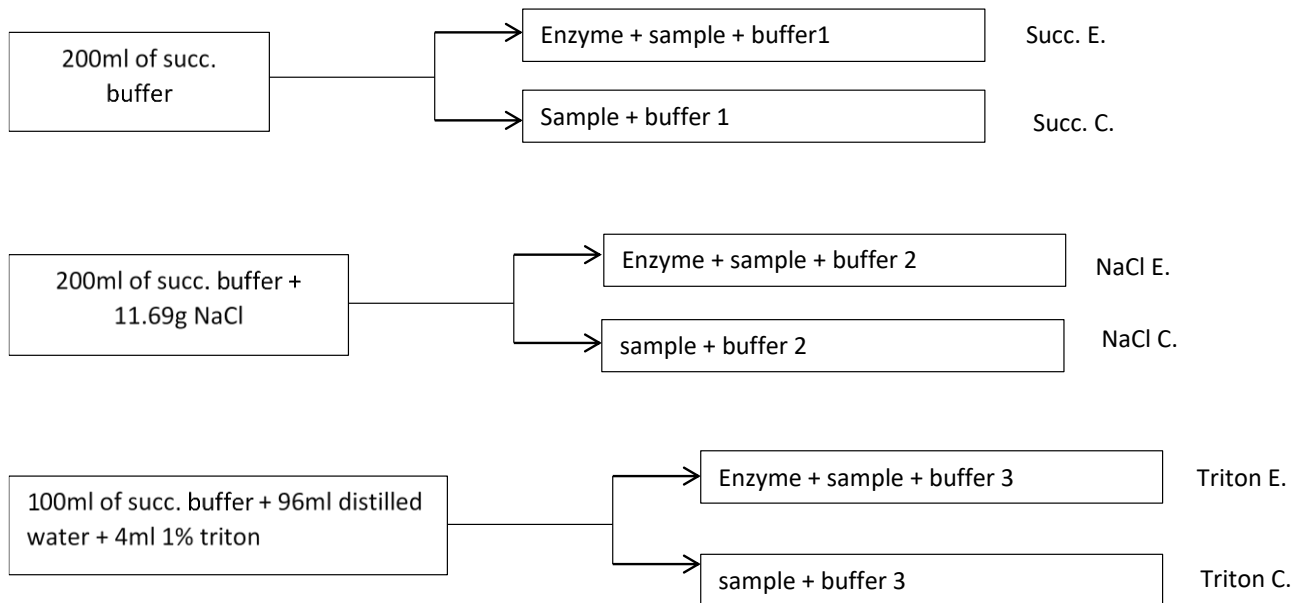 200ml of succ.
buffer
Enzyme + sample + buffer1
Succ. E.
Sample + buffer 1
Succ. C.
200ml of succ. buffer +
11.69g NaCl
Enzyme + sample + buffer 2
NaCl E.
sample + buffer 2
NaCl C.
100ml of succ. buffer + 96ml distilled
water + 4ml 1% triton
Enzyme + sample + buffer 3
Triton E.
sample + buffer 3
Triton C.